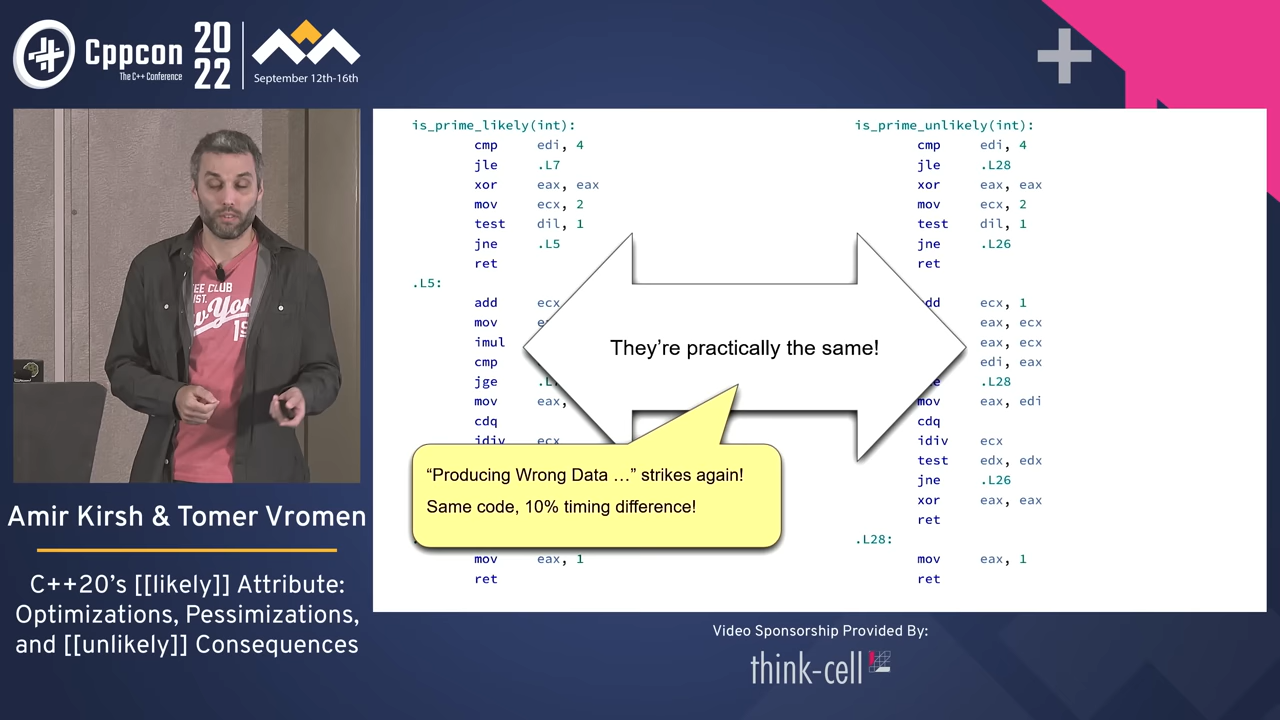 Cppcon
The C++ Conference
20
22
September 12th-16th
is_prime_likely(int):
cmp edi, 4
jle .L7
xor eax, eax
mov ecx, 2
test dil, 1
jne .L5
ret
.L5:
add ecx
mov
imul
cmp
jge
mov eax,
cdq
idiv ecx
mov eax, 1
ret
is_prime_unlikely(int):
cmp edi, 4
jle .L28
xor eax, eax
mov ecx, 2
test dil, 1
jne .L26
ret
ecx, 1
eax, ecx
eax, ecx
edi, eax
.L28
mov eax, edi
cdq
idiv ecx
test edx, edx
jne .L26
xor eax, eax
ret
.L28:
mov eax, 1
ret
They’re practically the same!
“Producing Wrong Data …” strikes again!
Same code, 10% timing difference!
Amir Kirsh & Tomer Vromen
C++20’s [[likely]] Attribute:
Optimizations, Pessimizations,
and [[unlikely]] Consequences
Video Sponsorship Provided By:
think-cell